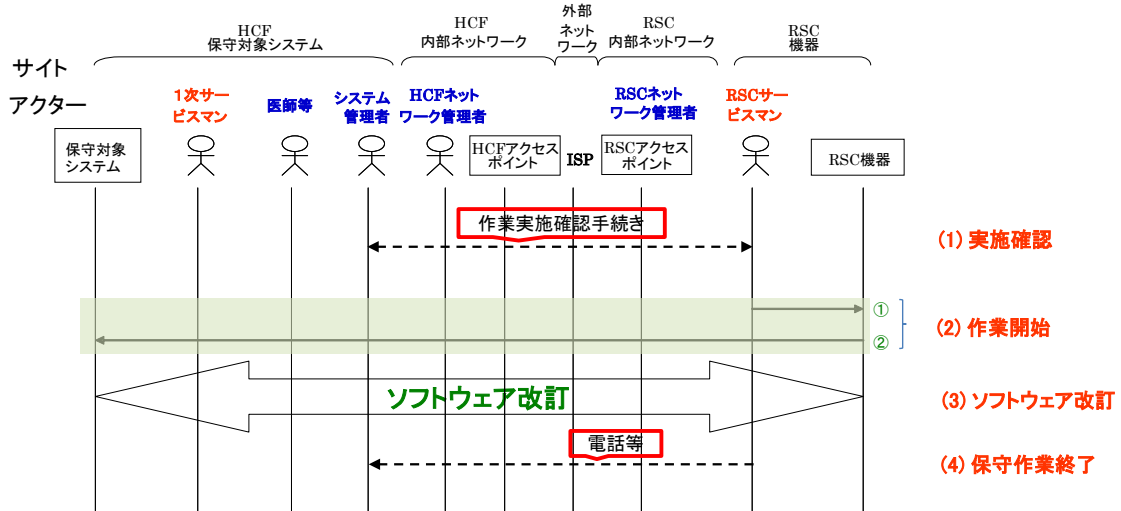 HCF
保守対象システム
HCF
内部ネットワーク
外部
ネット
ワーク
RSC
内部ネットワーク
RSC
機器
サイト
アクター
1次サー
ビスマン
医師等
システム
管理者
HCFネット
ワーク管理者
RSCネット
ワーク管理者
RSCサー
ビスマン
保守対象
システム
HCFアクセス
ポイント
ISP
RSCアクセス
ポイント
RSC機器
作業実施確認手続き
(1) 実施確認
①
②
(2) 作業開始
ソフトウェア改訂
(3) ソフトウェア改訂
電話等
(4) 保守作業終了